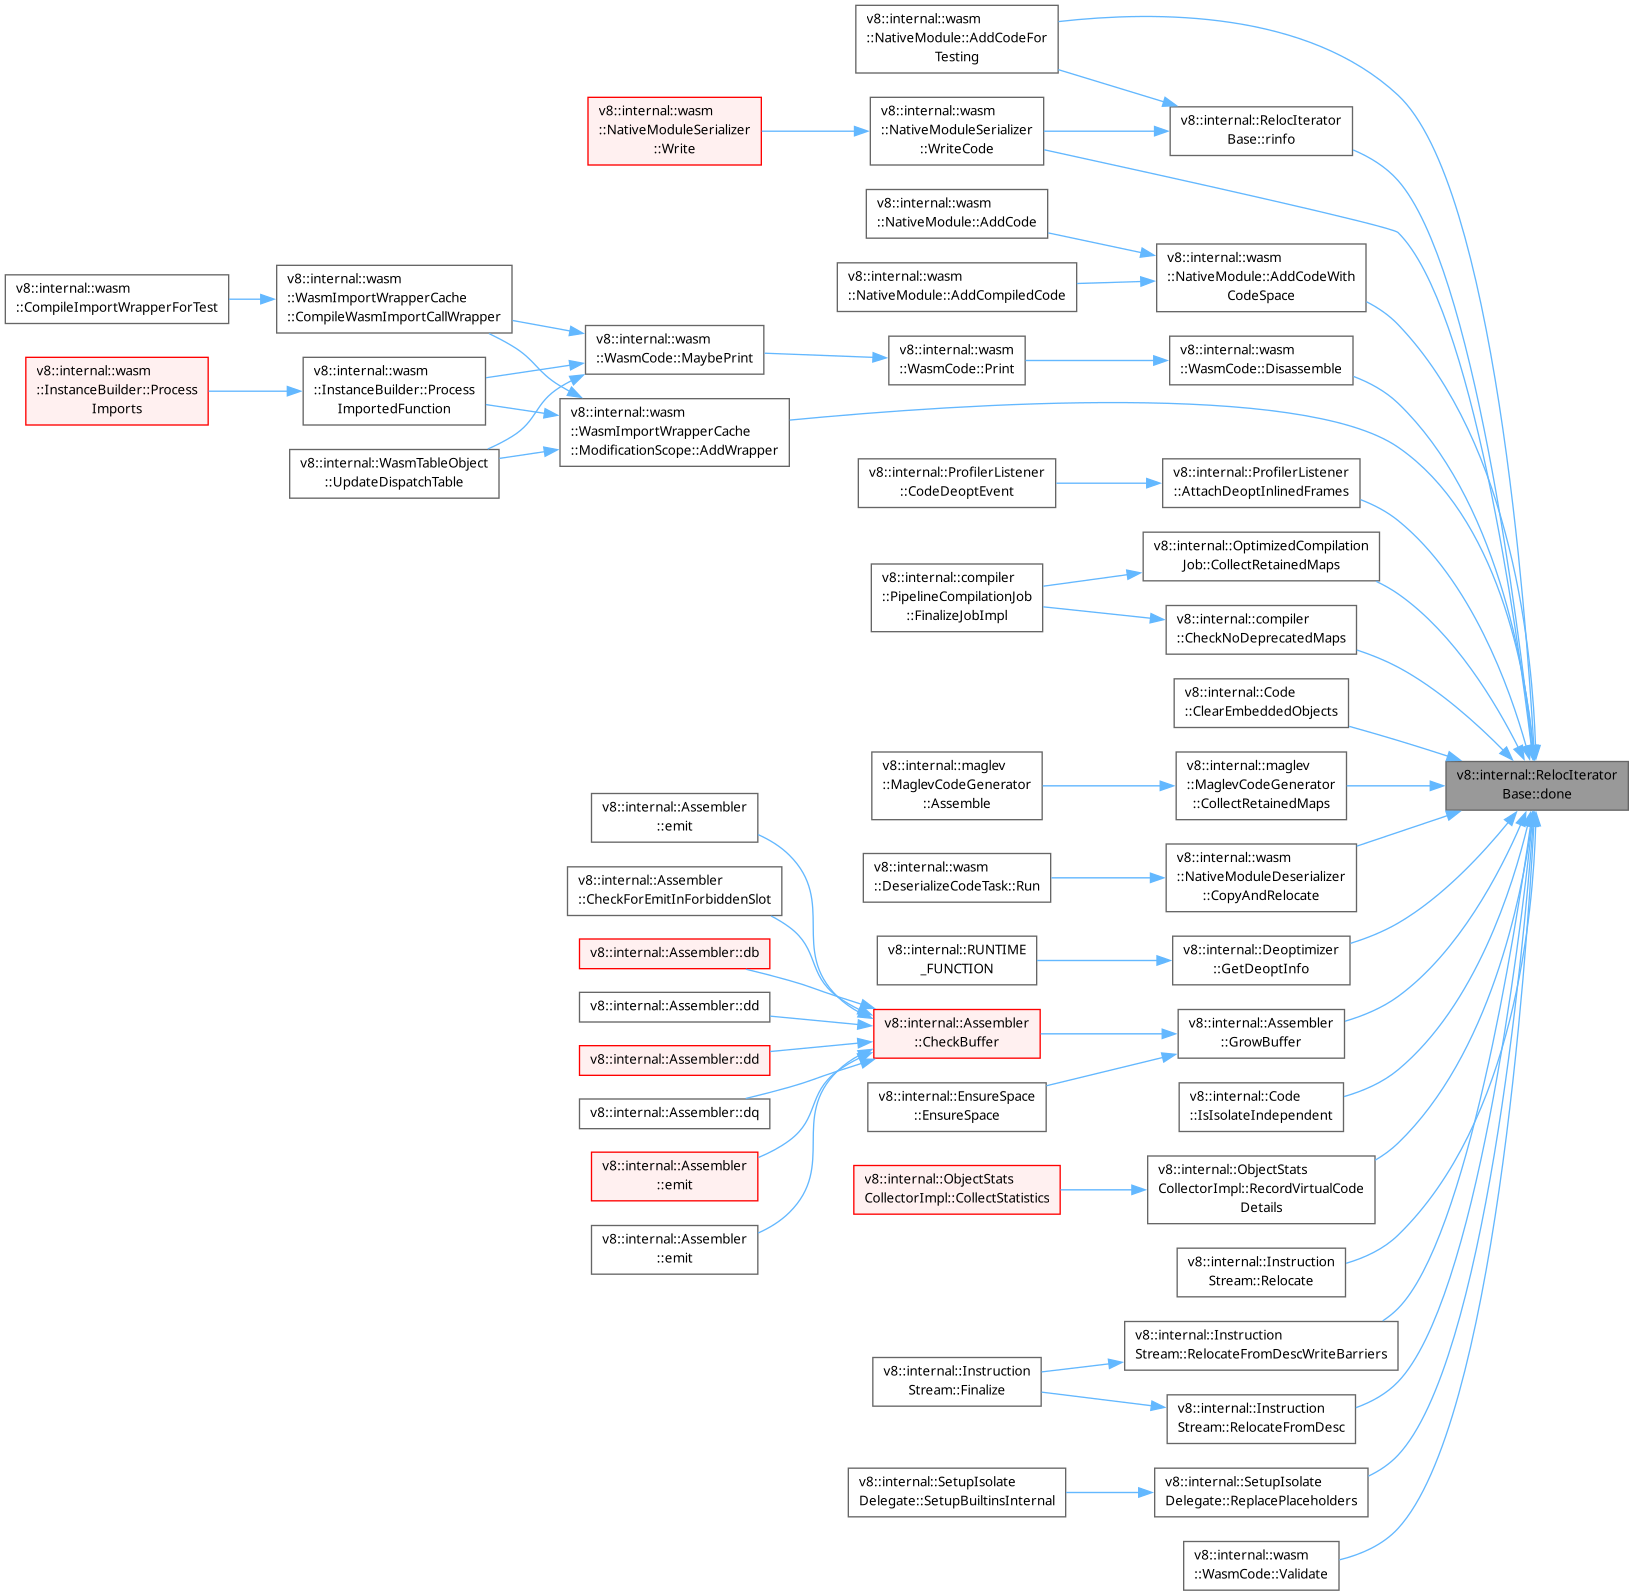 v8::internal::wasm
::NativeModule::AddCodeFor
Testing
v8::internal::wasm
::NativeModuleSerializer
::Write
v8::internal::wasm
::NativeModuleSerializer
::WriteCode
v8::internal::RelocIterator
Base::rinfo
v8::internal::wasm
::NativeModule::AddCode
v8::internal::wasm
::NativeModule::AddCompiledCode
v8::internal::wasm
::NativeModule::AddCodeWith
CodeSpace
v8::internal::wasm
::CompileImportWrapperForTest
v8::internal::wasm
::WasmImportWrapperCache
::CompileWasmImportCallWrapper
v8::internal::wasm
::WasmCode::MaybePrint
v8::internal::wasm
::WasmCode::Print
v8::internal::wasm
::WasmCode::Disassemble
v8::internal::wasm
::InstanceBuilder::Process
Imports
v8::internal::wasm
::InstanceBuilder::Process
ImportedFunction
v8::internal::wasm
::WasmImportWrapperCache
::ModificationScope::AddWrapper
v8::internal::WasmTableObject
::UpdateDispatchTable
v8::internal::ProfilerListener
::CodeDeoptEvent
v8::internal::ProfilerListener
::AttachDeoptInlinedFrames
v8::internal::OptimizedCompilation
Job::CollectRetainedMaps
v8::internal::compiler
::PipelineCompilationJob
::FinalizeJobImpl
v8::internal::compiler
::CheckNoDeprecatedMaps
v8::internal::Code
::ClearEmbeddedObjects
v8::internal::RelocIterator
Base::done
v8::internal::maglev
::MaglevCodeGenerator
::Assemble
v8::internal::maglev
::MaglevCodeGenerator
::CollectRetainedMaps
v8::internal::Assembler
::emit
v8::internal::wasm
::DeserializeCodeTask::Run
v8::internal::wasm
::NativeModuleDeserializer
::CopyAndRelocate
v8::internal::Assembler
::CheckForEmitInForbiddenSlot
v8::internal::Assembler::db
v8::internal::RUNTIME
_FUNCTION
v8::internal::Deoptimizer
::GetDeoptInfo
v8::internal::Assembler::dd
v8::internal::Assembler
::CheckBuffer
v8::internal::Assembler
::GrowBuffer
v8::internal::Assembler::dd
v8::internal::Assembler::dq
v8::internal::EnsureSpace
::EnsureSpace
v8::internal::Code
::IsIsolateIndependent
v8::internal::Assembler
::emit
v8::internal::ObjectStats
CollectorImpl::CollectStatistics
v8::internal::ObjectStats
CollectorImpl::RecordVirtualCode
Details
v8::internal::Assembler
::emit
v8::internal::Instruction
Stream::Relocate
v8::internal::Instruction
Stream::RelocateFromDescWriteBarriers
v8::internal::Instruction
Stream::Finalize
v8::internal::Instruction
Stream::RelocateFromDesc
v8::internal::SetupIsolate
Delegate::SetupBuiltinsInternal
v8::internal::SetupIsolate
Delegate::ReplacePlaceholders
v8::internal::wasm
::WasmCode::Validate